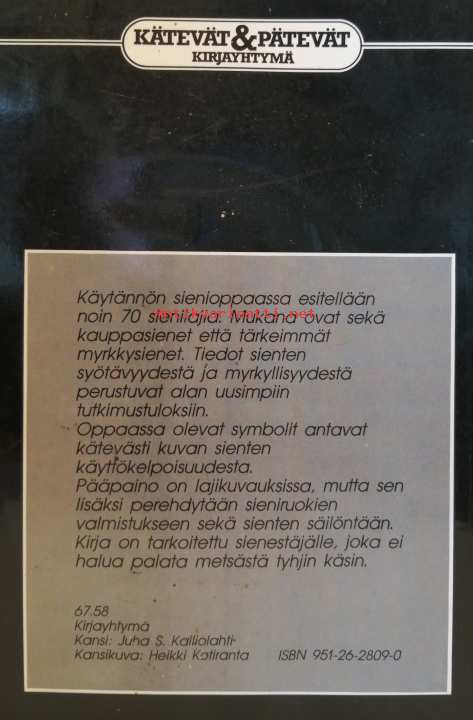 KÄTEVÄT&PÄTEVÄT
KIRJAYHTYMÄ
Käytännön sienioppaassa esitellään
noin 70 sienilajia. Mukana ovat sekä
kauppasienet että tärkeimmät
myrkkysienet. Tiedot sienten
syötävyydestä ja myrkyllisyydestä
perustuvat alan uusimpiin
tutkimustuloksiin.
Oppaassa olevat symbolit antavat
kätevästi kuvan sienten
käyttökelpoisuudesta.
Pääpaino on lajikuvauksissa, mutta sen
lisäksi perehdytään sieniruokien
valmistukseen sekä sienten säilöntään.
Kirja on tarkoitettu sienestäjälle, joka ei
halua palata metsästä tyhjin käsin.
67.58
Kirjayhtymä
Kansi: Juha S. Kalliolahti
Kansikuva: Heikki Kotiranta ISBN 951-26-2809-0